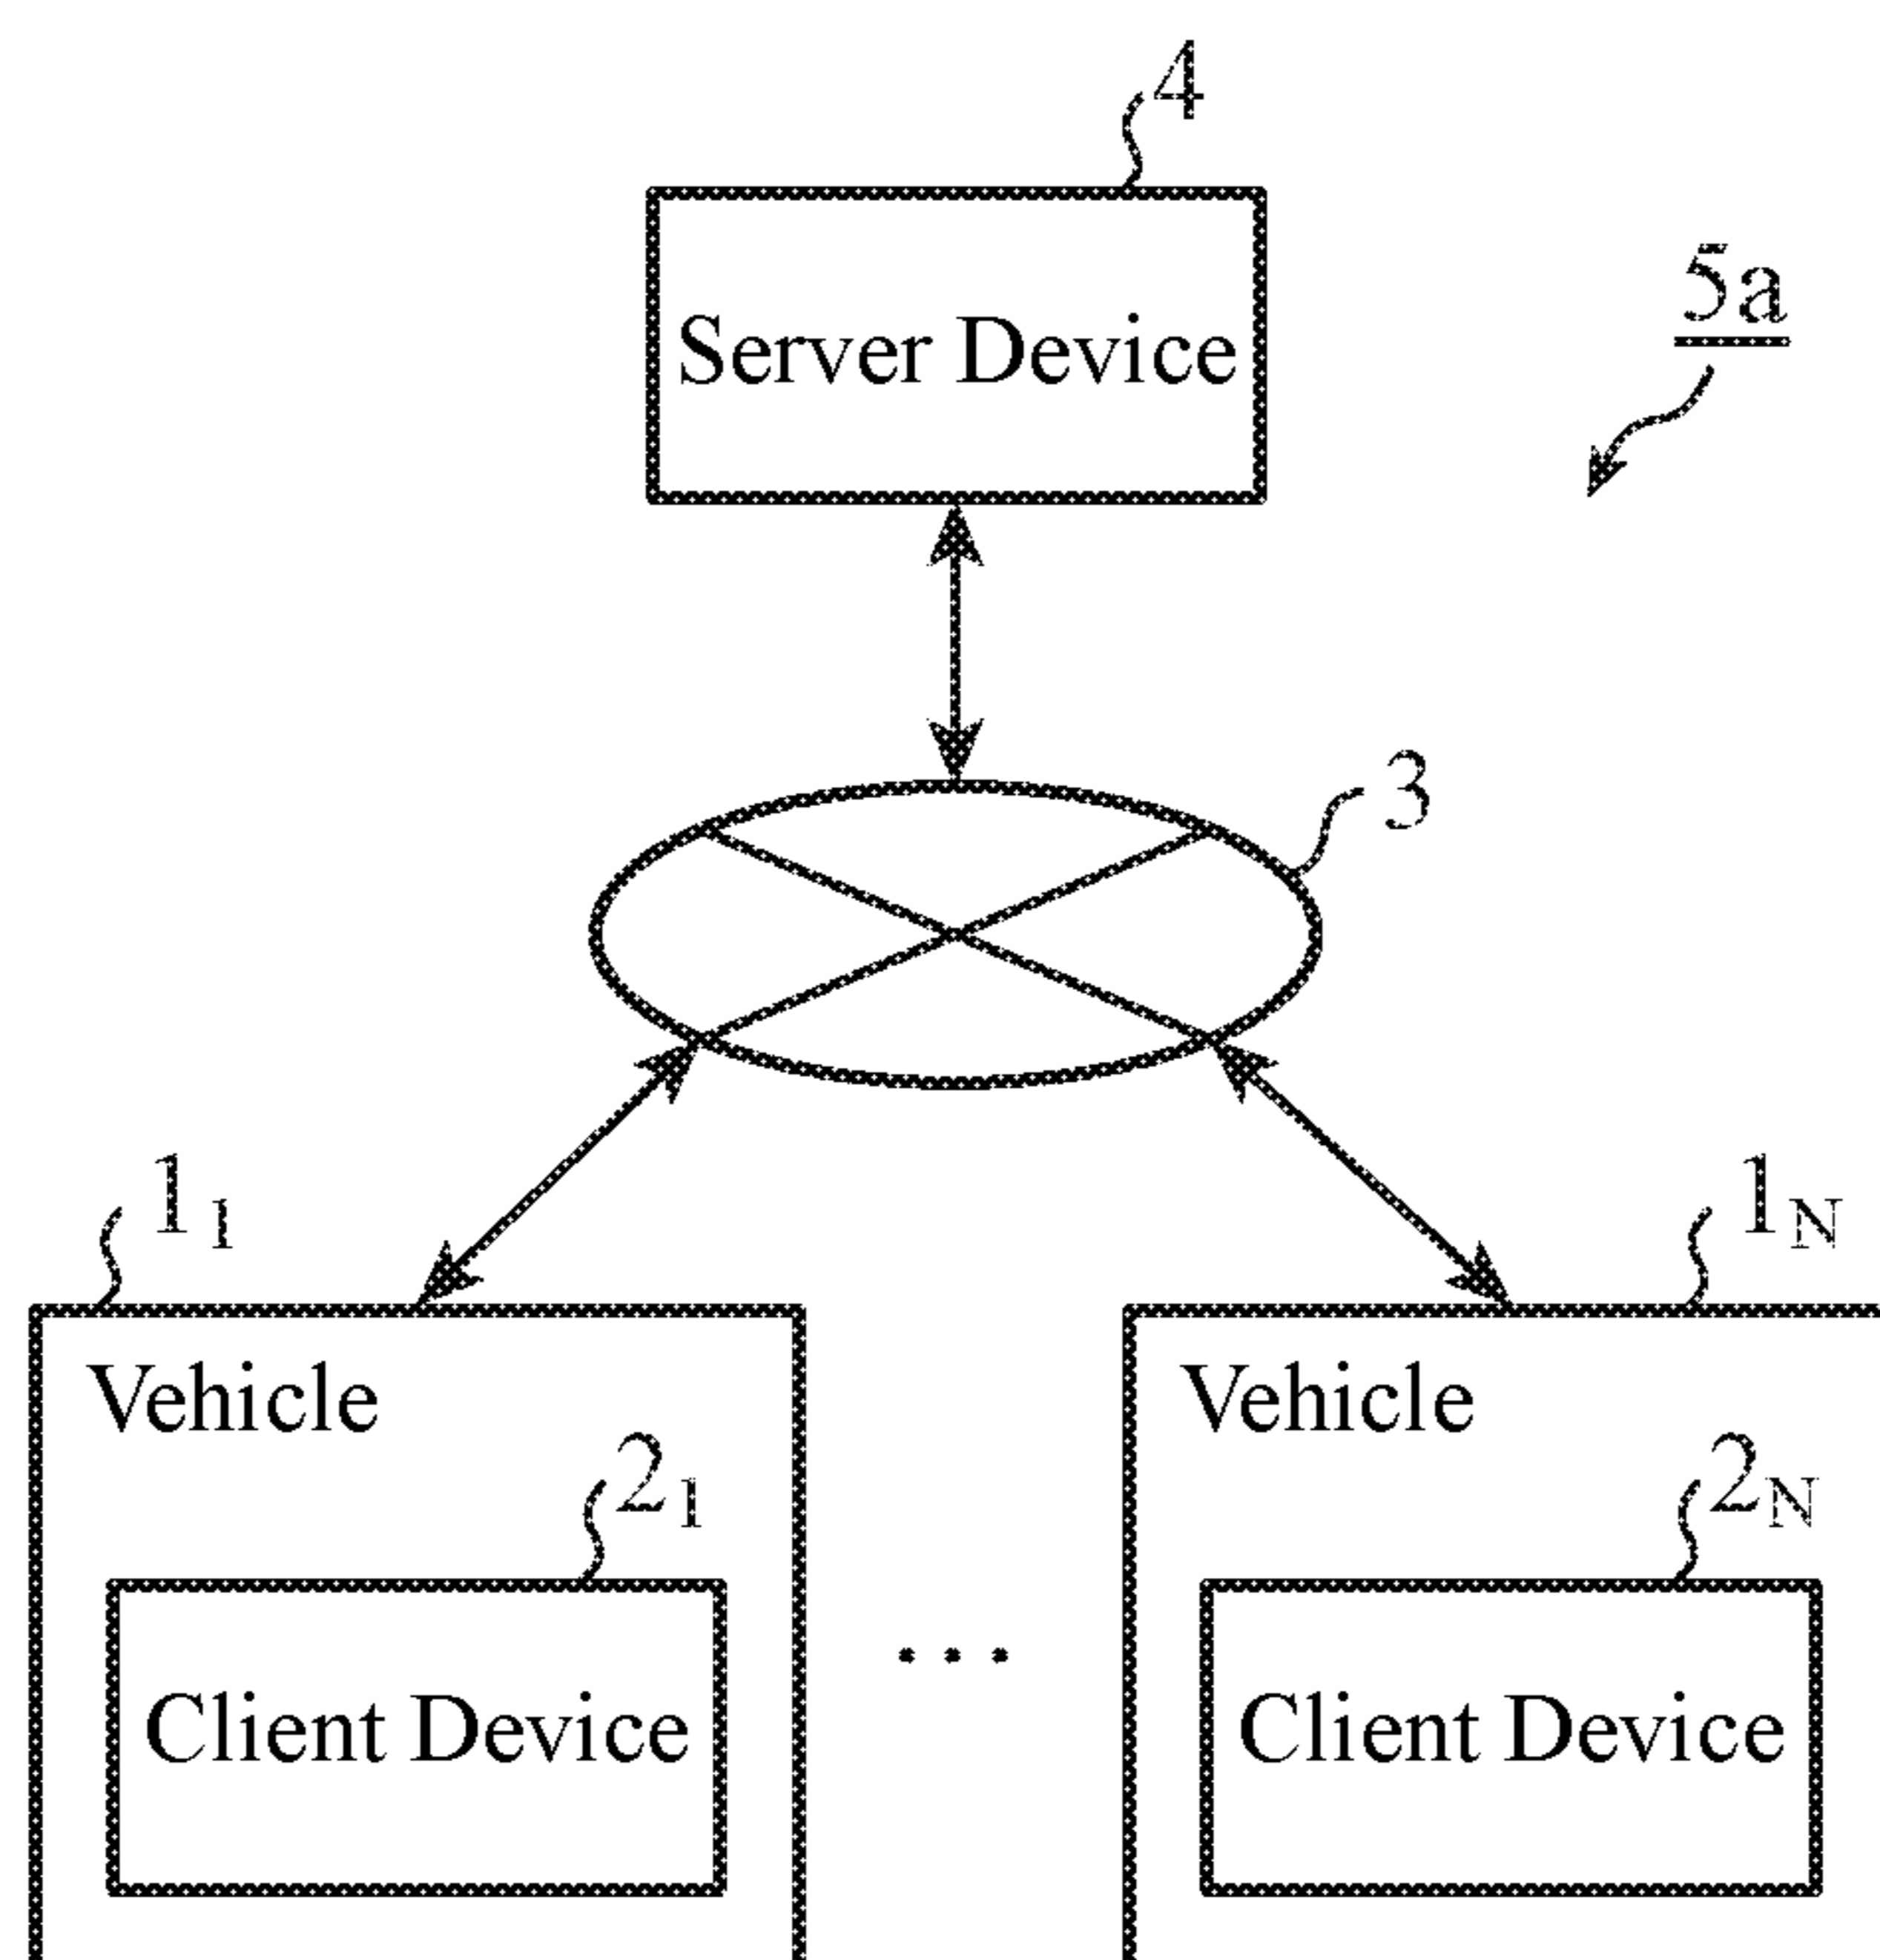 4
Server Device
5a
3
1₁
1N
Vehicle
Vehicle
2₁
2N
Client Device
...
Client Device